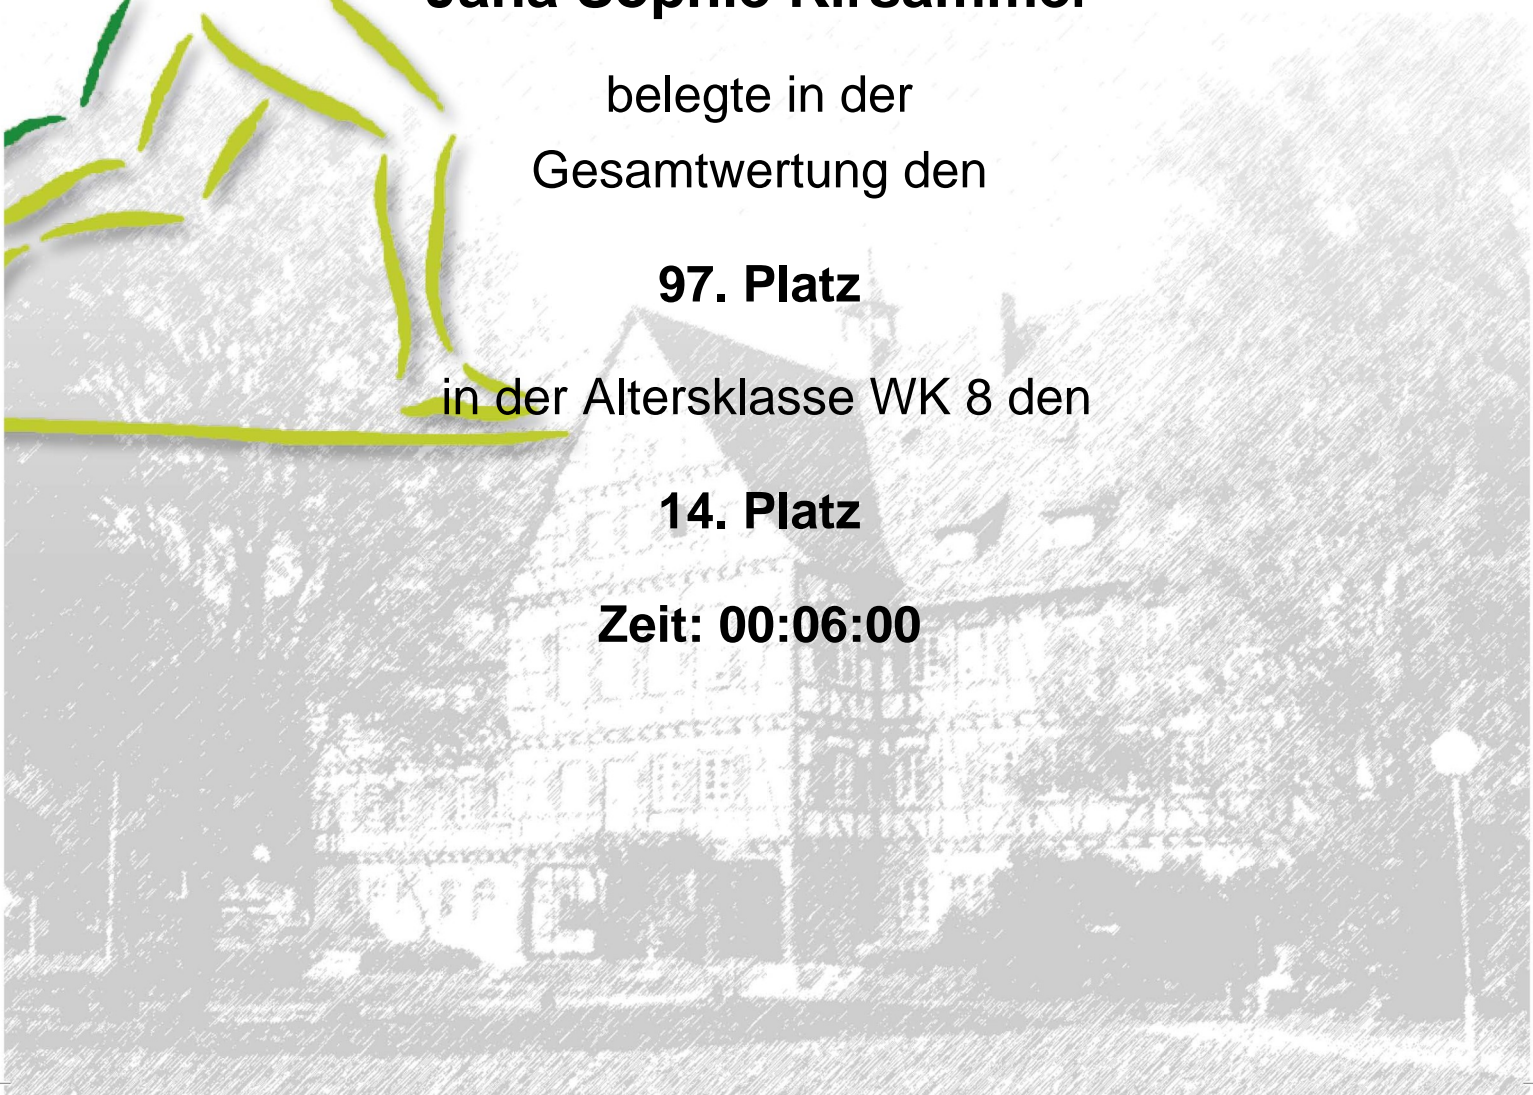 belegte in der
Gesamtwertung den
97. Platz
in der Altersklasse WK 8 den
14. Platz
Zeit: 00:06:00